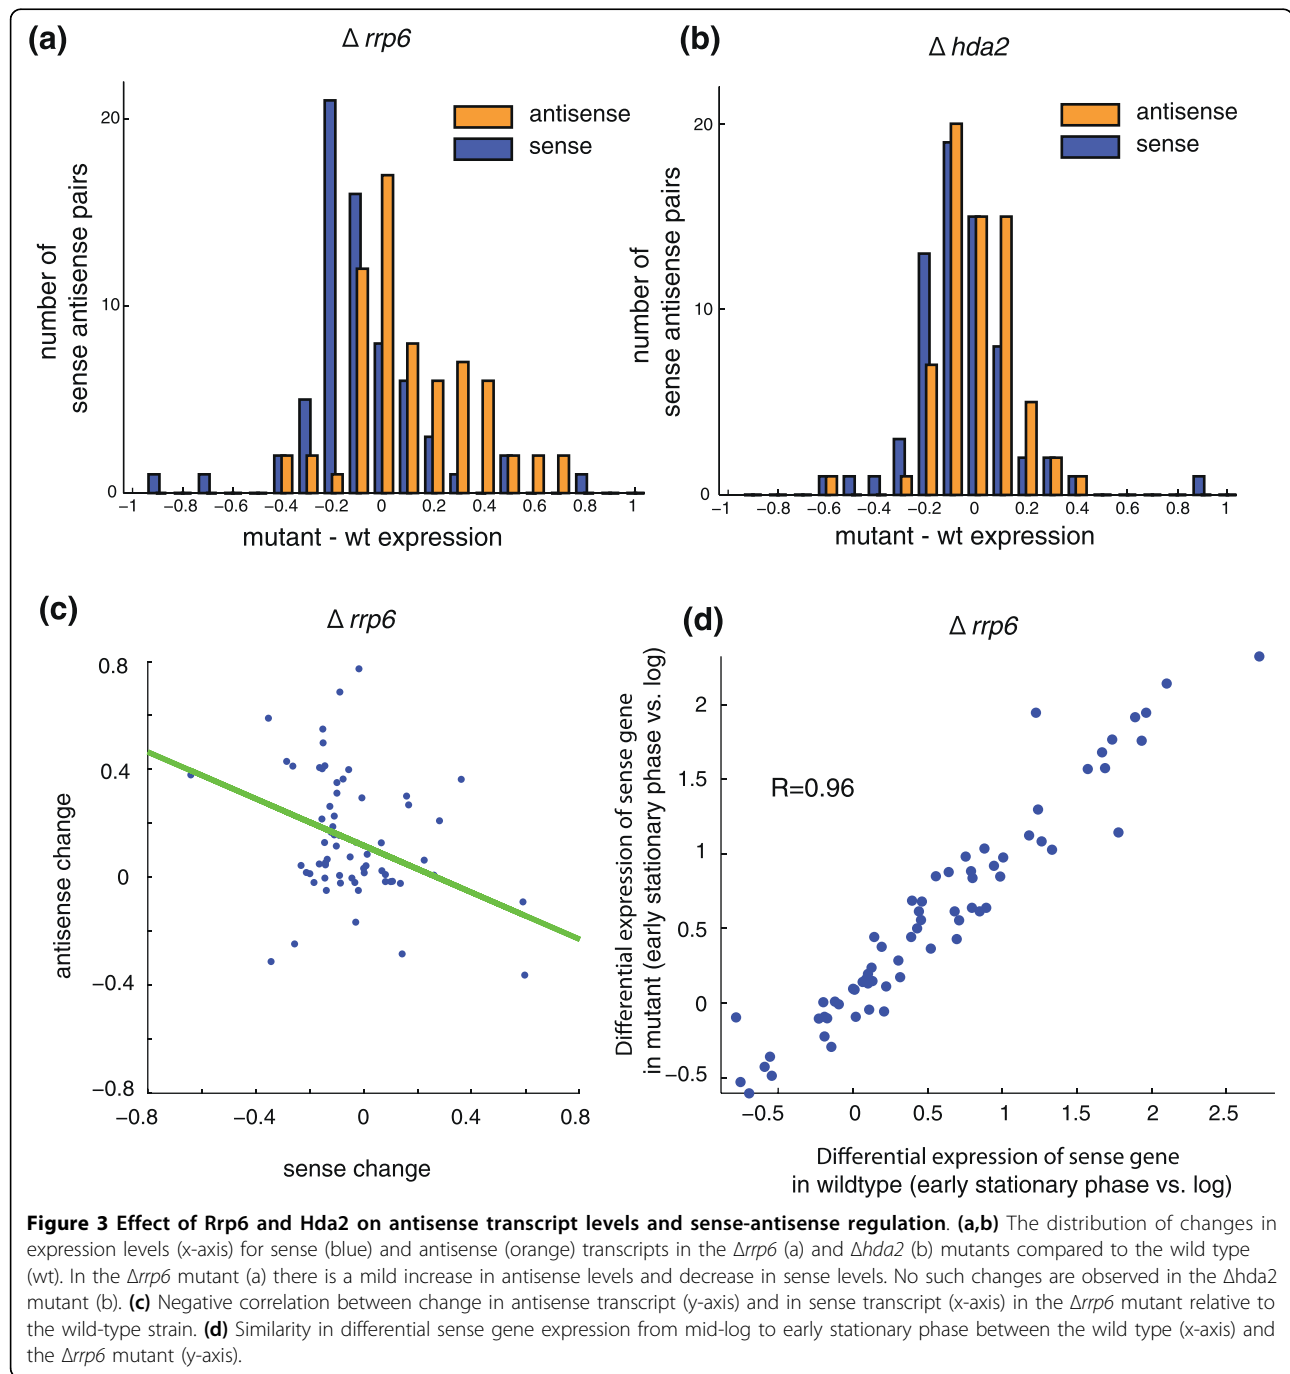 (a)
Δ rrp6
20
10
0
number of
sense antisense pairs
antisense
sense
−1 −0.8 −0.6 −0.4 −0.2 0 0.2 0.4 0.6 0.8 1
mutant - wt expression
(b)
Δ hda2
20
10
0
number of
sense antisense pairs
antisense
sense
−1 −0.8 −0.6 −0.4 −0.2 0 0.2 0.4 0.6 0.8 1
mutant - wt expression
(c)
Δ rrp6
0.8
0.4
0
−0.4
−0.8
antisense change
−0.8 −0.4 0 0.4 0.8
sense change
(d)
Δ rrp6
Differential expression of sense gene
in mutant (early stationary phase vs. log)
2
1.5
1
0.5
0
−0.5
R=0.96
−0.5 0 0.5 1 1.5 2 2.5
Differential expression of sense gene
in wildtype (early stationary phase vs. log)
Figure 3 Effect of Rrp6 and Hda2 on antisense transcript levels and sense-antisense regulation. (a,b) The distribution of changes in
expression levels (x-axis) for sense (blue) and antisense (orange) transcripts in the Δrrp6 (a) and Δhda2 (b) mutants compared to the wild type
(wt). In the Δrrp6 mutant (a) there is a mild increase in antisense levels and decrease in sense levels. No such changes are observed in the Δhda2
mutant (b). (c) Negative correlation between change in antisense transcript (y-axis) and in sense transcript (x-axis) in the Δrrp6 mutant relative to
the wild-type strain. (d) Similarity in differential sense gene expression from mid-log to early stationary phase between the wild type (x-axis) and
the Δrrp6 mutant (y-axis).